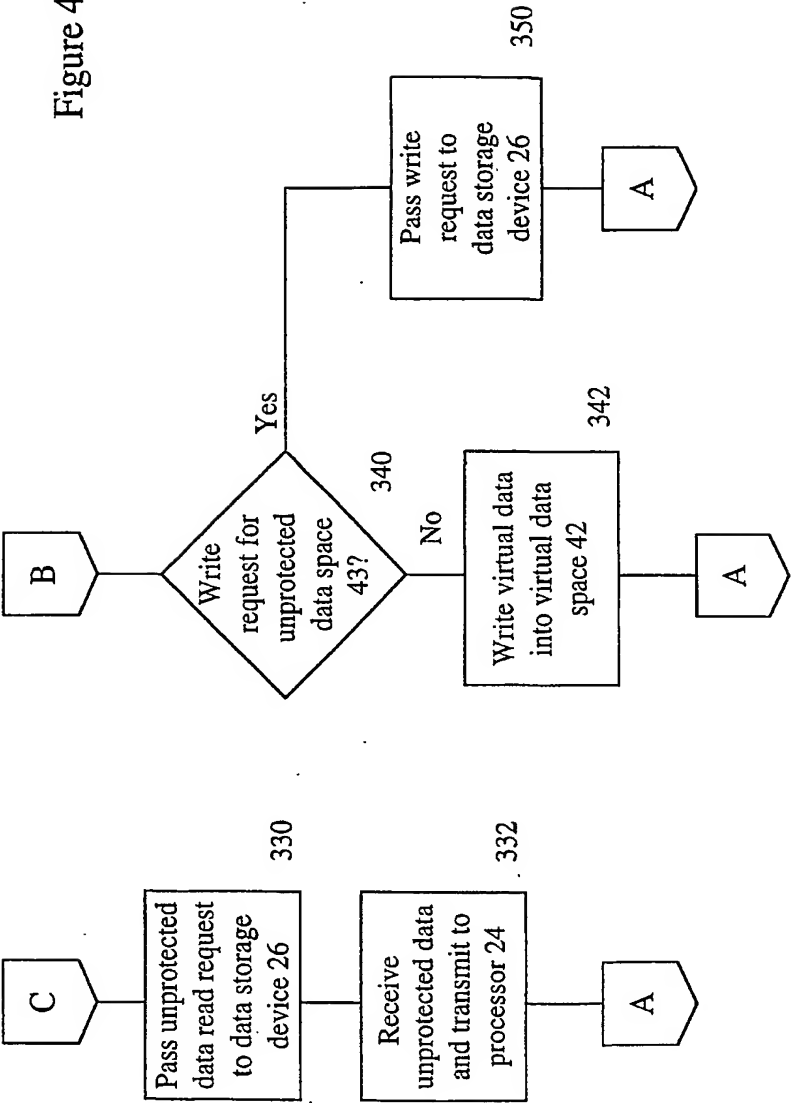 Figure 4
C
Pass unprotected
data read request
to data storage
device 26
330
Receive
unprotected data
and transmit to
processor 24
332
A
B
Write
request for
unprotected
data space
43?
340
Yes
No
Write virtual data
into virtual data
space 42
342
A
Pass write
request to
data storage
device 26
350
A